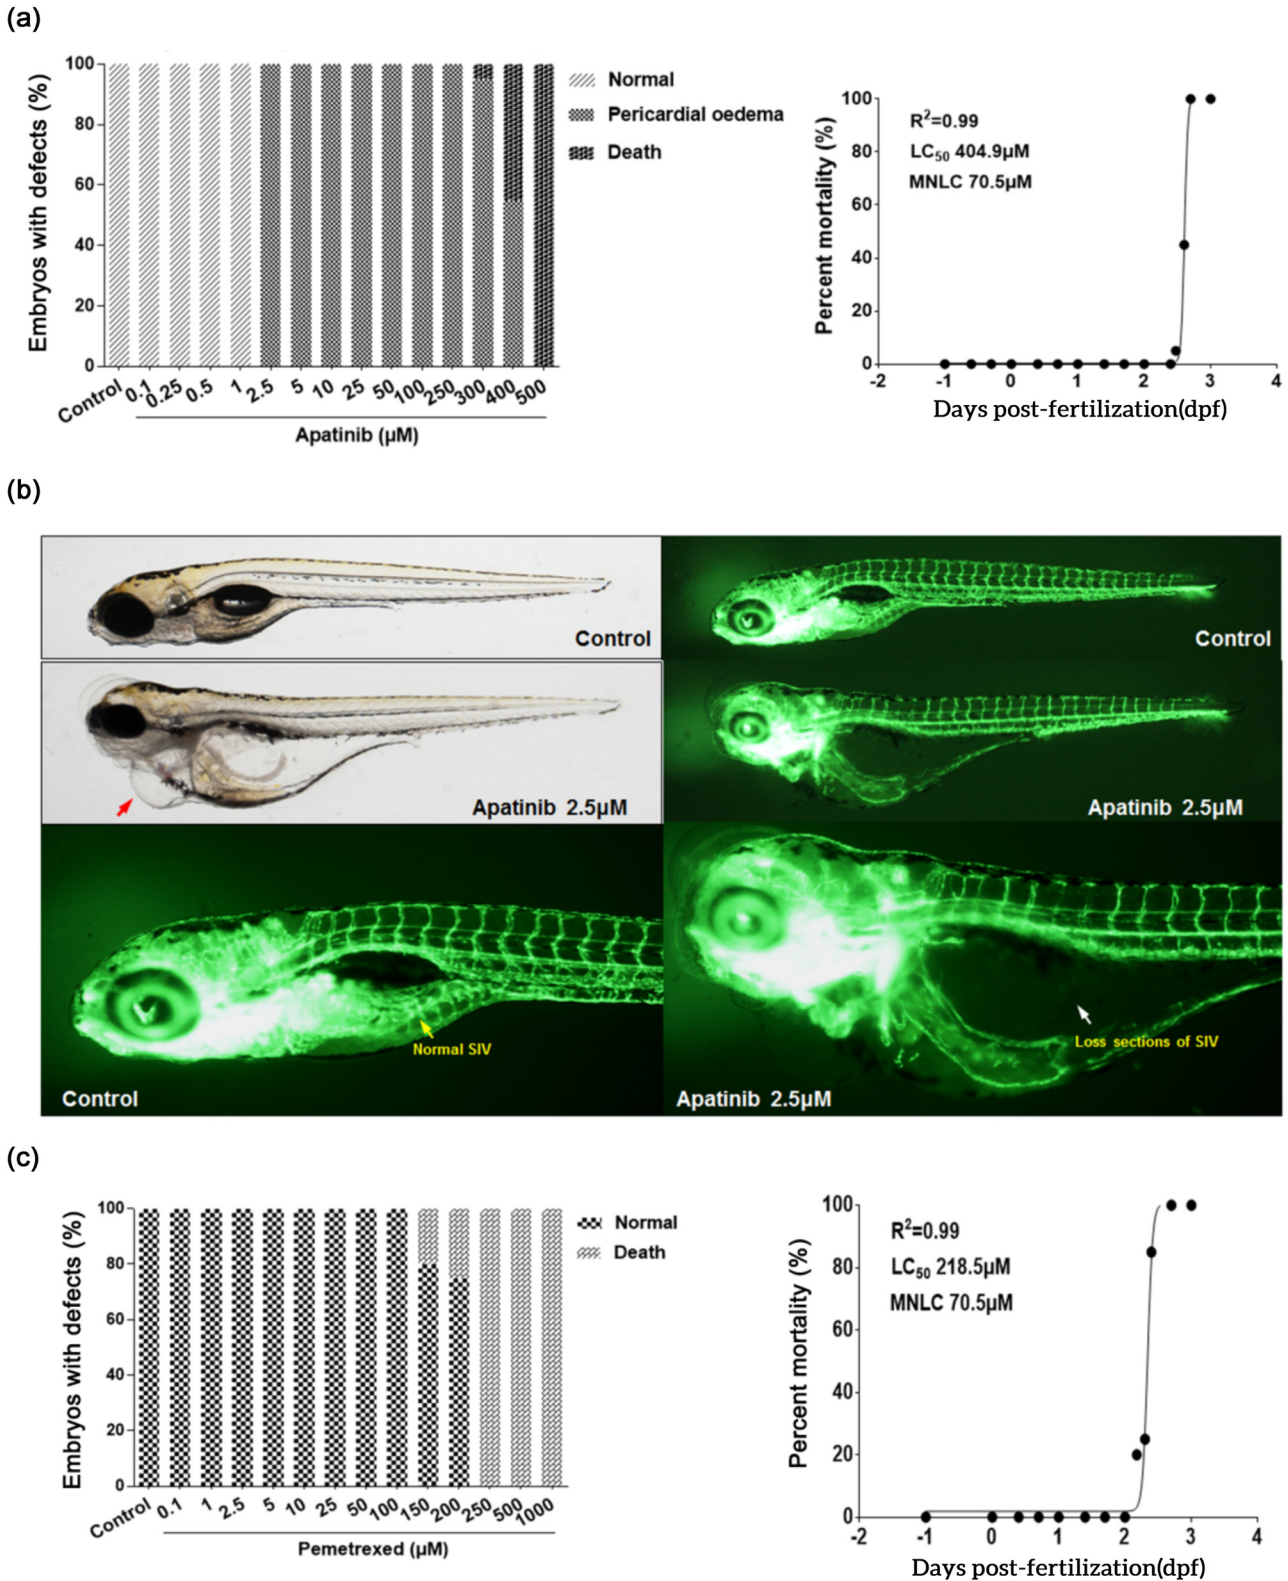 (a)
Embryos with defects (%)
100
80
60
40
20
0
Control
0.1
0.25
0.5
1
2.5
5
10
25
50
100
250
300
400
500
Apatinib (μM)
Normal
Pericardial oedema
Death
Percent mortality (%)
100
80
60
40
20
0
R²=0.99
LC₅₀ 404.9μM
MNLC 70.5μM
-2
-1
0
1
2
3
4
Days post-fertilization(dpf)
(b)
Control
Control
Apatinib 2.5μM
Apatinib 2.5μM
Normal SIV
Control
Loss sections of SIV
Apatinib 2.5μM
(c)
Embryos with defects (%)
100
80
60
40
20
0
Control
0.1
1
2.5
5
10
25
50
100
150
200
250
500
1000
Pemetrexed (μM)
Normal
Death
Percent mortality (%)
100
80
60
40
20
0
R²=0.99
LC₅₀ 218.5μM
MNLC 70.5μM
-2
-1
0
1
2
3
4
Days post-fertilization(dpf)